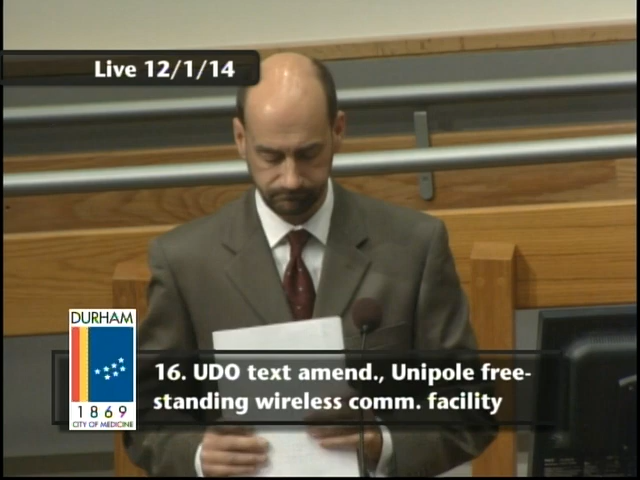 Live 12/1/14
DURHAM
1869
CITY OF MEDICINE
16. UDO text amend., Unipole free-
standing wireless comm. facility